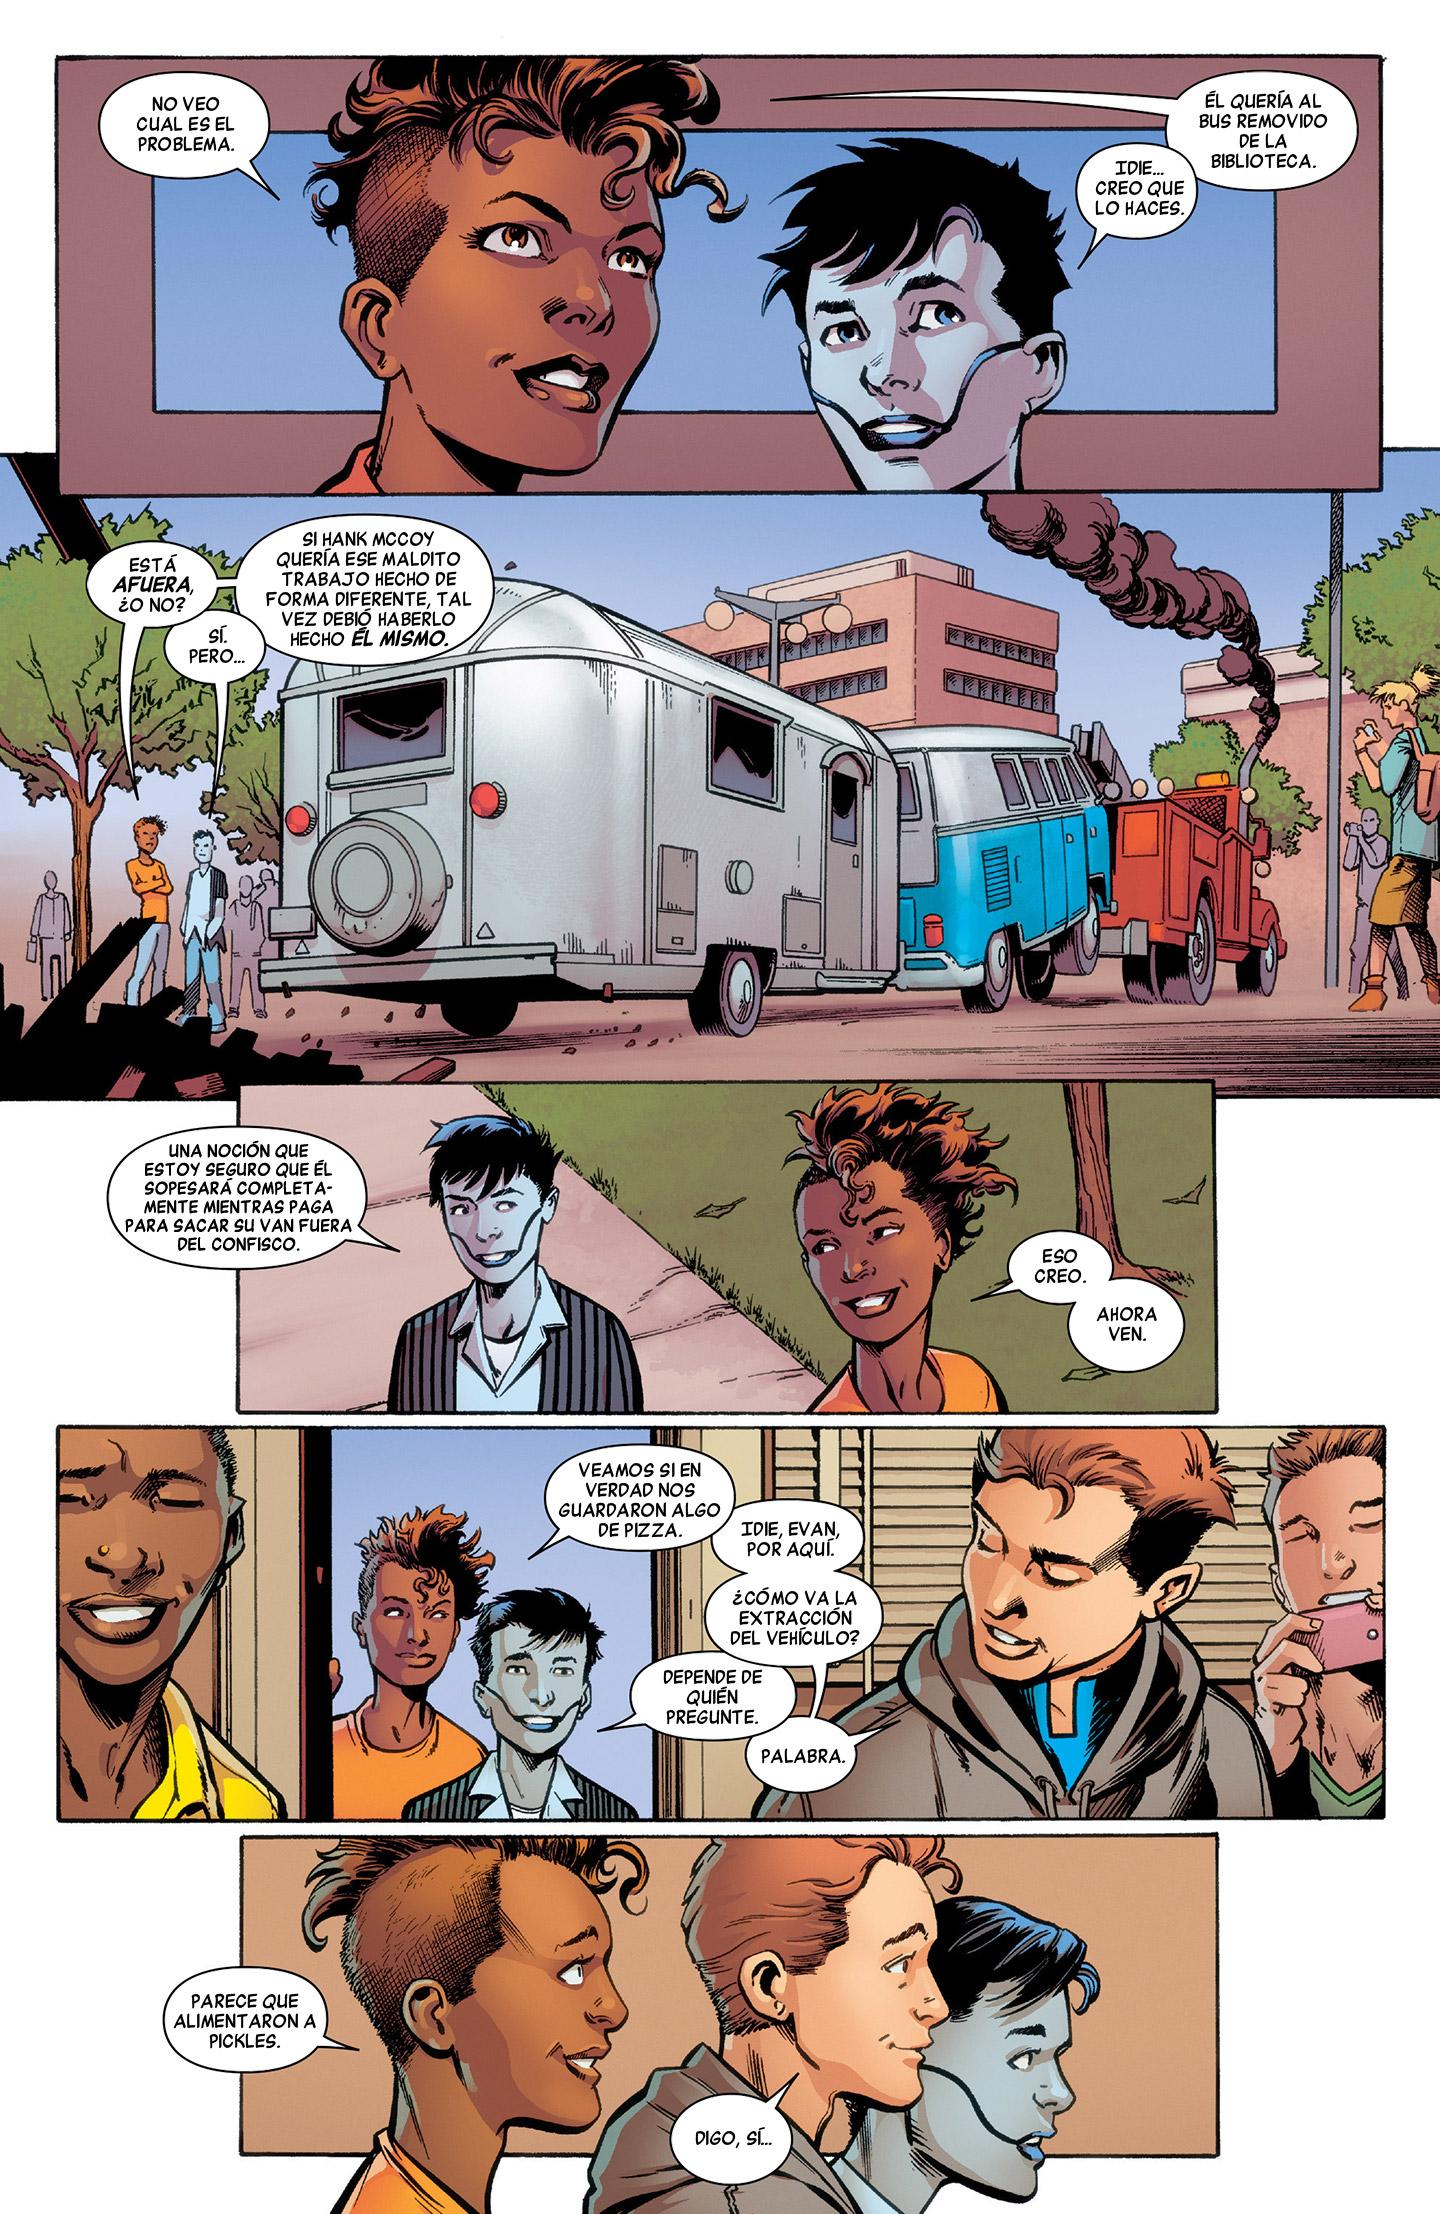 NO VEO
CUAL ES EL
PROBLEMA.
ÉL QUERÍA AL
BUS REMOVIDO
DE LA
BIBLIOTECA.
IDIE...
CREO QUE
LO HACES.
ESTÁ
AFUERA,
¿O NO?
SÍ.
PERO...
SI HANK MCCOY
QUERÍA ESE MALDITO
TRABAJO HECHO DE
FORMA DIFERENTE, TAL
VEZ DEBIÓ HABERLO
HECHO ÉL MISMO.
UNA NOCIÓN QUE
ESTOY SEGURO QUE ÉL
SOPESARÁ COMPLETA-
MENTE MIENTRAS PAGA
PARA SACAR SU VAN FUERA
DEL CONFISCO.
ESO
CREO.
AHORA
VEN.
VEAMOS SI EN
VERDAD NOS
GUARDARON ALGO
DE PIZZA.
IDIE, EVAN,
POR AQUÍ.
¿CÓMO VA LA
EXTRACCIÓN
DEL VEHÍCULO?
DEPENDE DE
QUIÉN
PREGUNTE.
PALABRA.
PARECE QUE
ALIMENTARON A
PICKLES.
DIGO, SÍ...